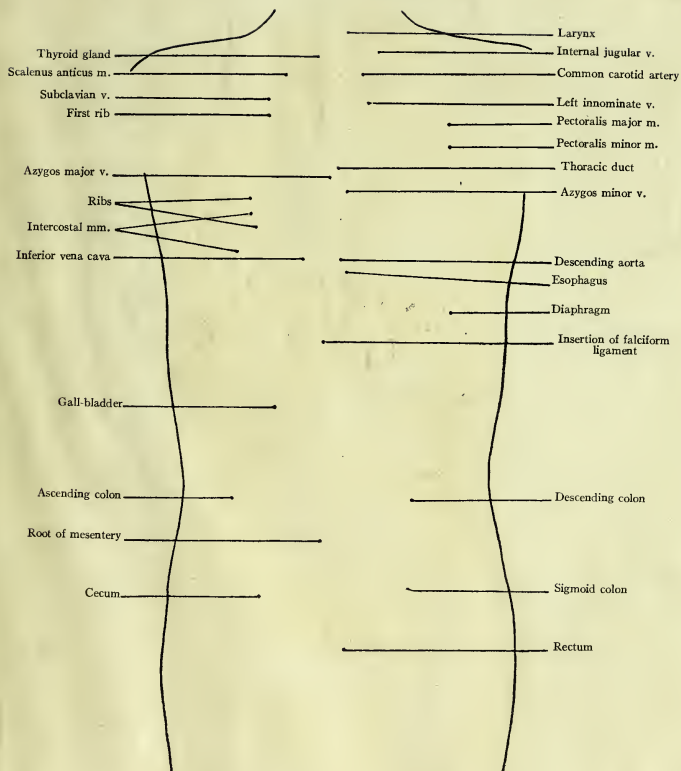 Thyroid gland
Scalenus anticus m.
Subclavian v.
First rib
Azygos major v.
Ribs
Intercostal mm.
Inferior vena cava
Gall-bladder
Ascending colon
Root of mesentery
Cecum
Larynx
Internal jugular v.
Common carotid artery
Left innominate v.
Pectoralis major m.
Pectoralis minor m.
Thoracic duct
Azygos minor v.
Descending aorta
Esophagus
Diaphragm
Insertion of falciform
ligament
Descending colon
Sigmoid colon
Rectum